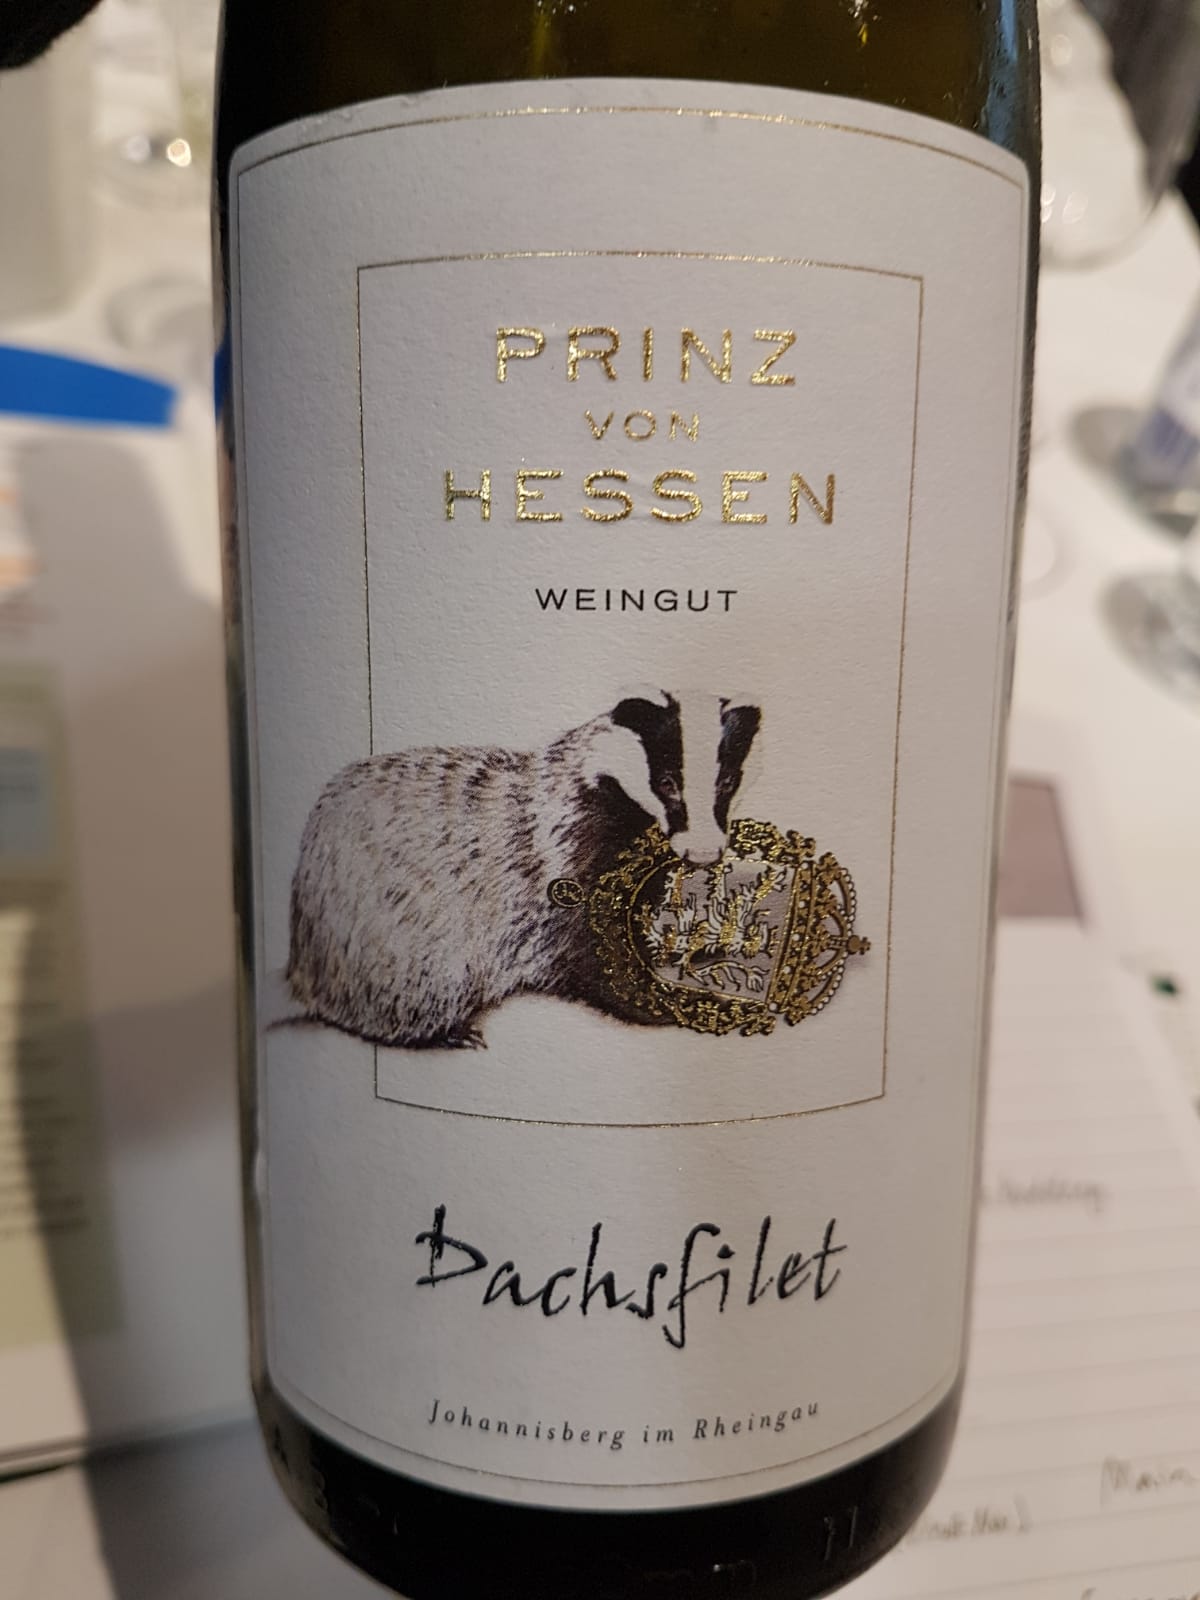 PRINZ
VON
HESSEN
WEINGUT
Dachsfilet
Johannisberg im Rheingau